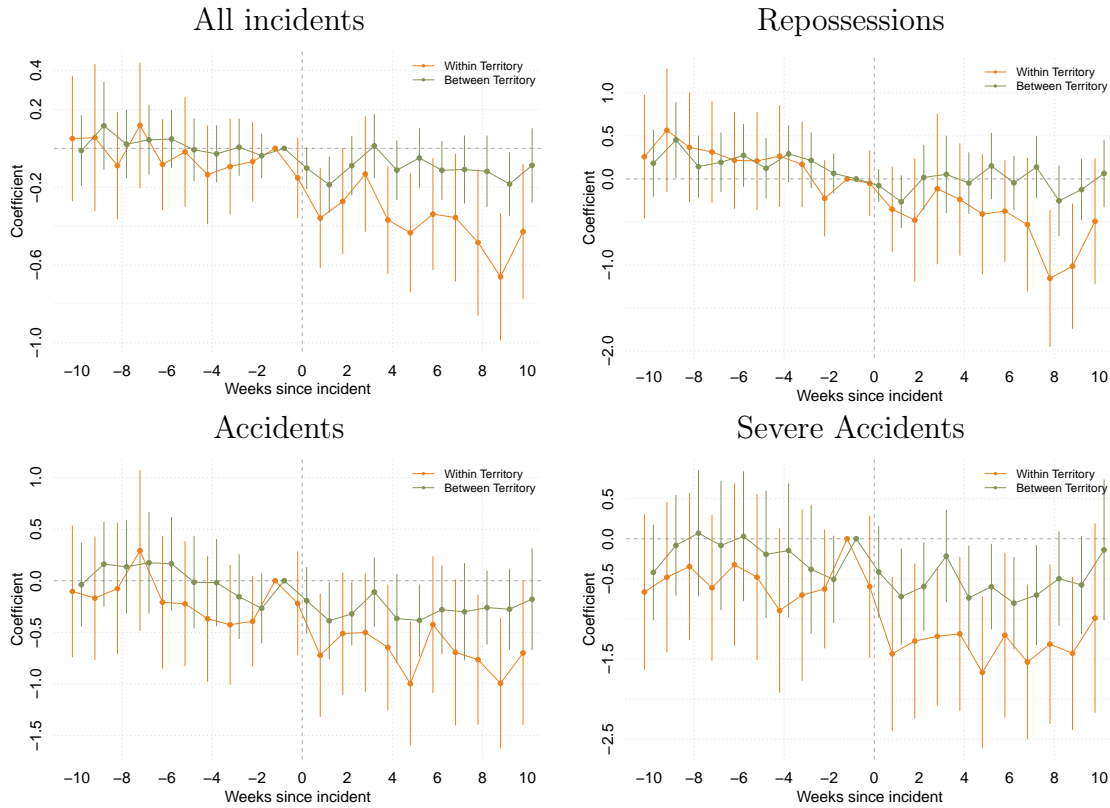 All incidents
Within Territory
Between Territory
Coefficient
0.4
0.2
−0.2
−0.6
−1.0
−10 −8 −6 −4 −2 0 2 4 6 8 10
Weeks since incident
Repossessions
Within Territory
Between Territory
Coefficient
1.0
0.5
0.0
−1.0
−2.0
−10 −8 −6 −4 −2 0 2 4 6 8 10
Weeks since incident
Accidents
Within Territory
Between Territory
Coefficient
1.0
0.5
0.0
−0.5
−1.0
−1.5
−10 −8 −6 −4 −2 0 2 4 6 8 10
Weeks since incident
Severe Accidents
Within Territory
Between Territory
Coefficient
0.5
0.0
−0.5
−1.5
−2.5
−10 −8 −6 −4 −2 0 2 4 6 8 10
Weeks since incident